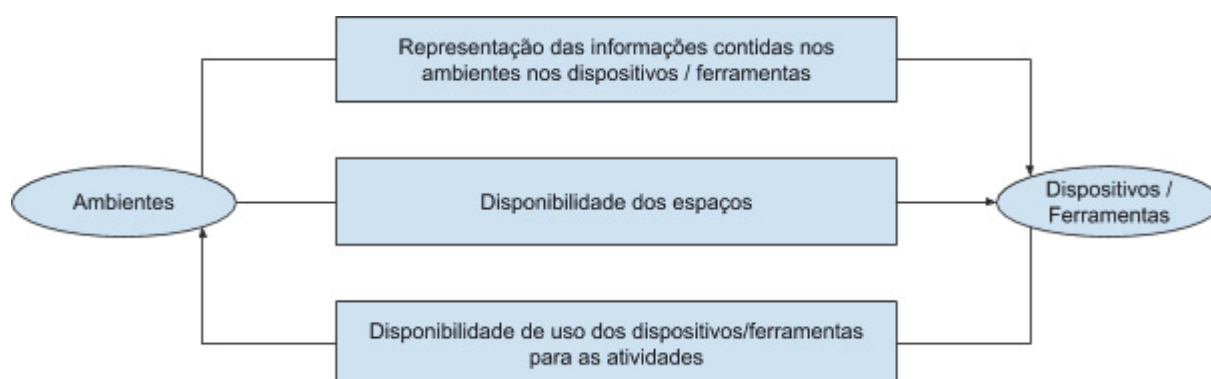 Representação das informações contidas nos
ambientes nos dispositivos / ferramentas
Ambientes
Disponibilidade dos espaços
Dispositivos /
Ferramentas
Disponibilidade de uso dos dispositivos/ferramentas
para as atividades